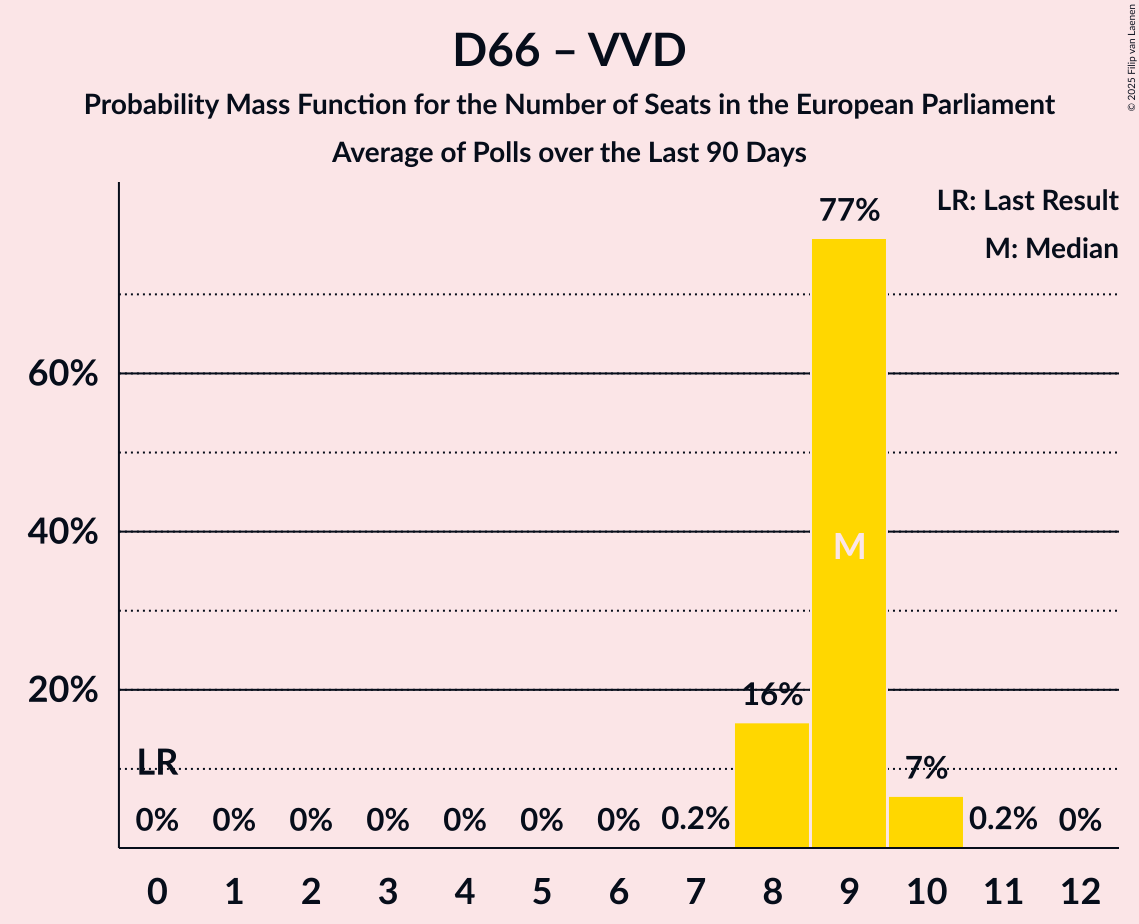 D66 – VVD
Probability Mass Function for the Number of Seats in the European Parliament
Average of Polls over the Last 90 Days
© 2025 Filip van Laenen
LR: Last Result
M: Median
77%
60%
40%
M
20%
16%
LR
7%
0% 0% 0% 0% 0% 0% 0% 0.2% 0.2% 0%
0 1 2 3 4 5 6 7 8 9 10 11 12